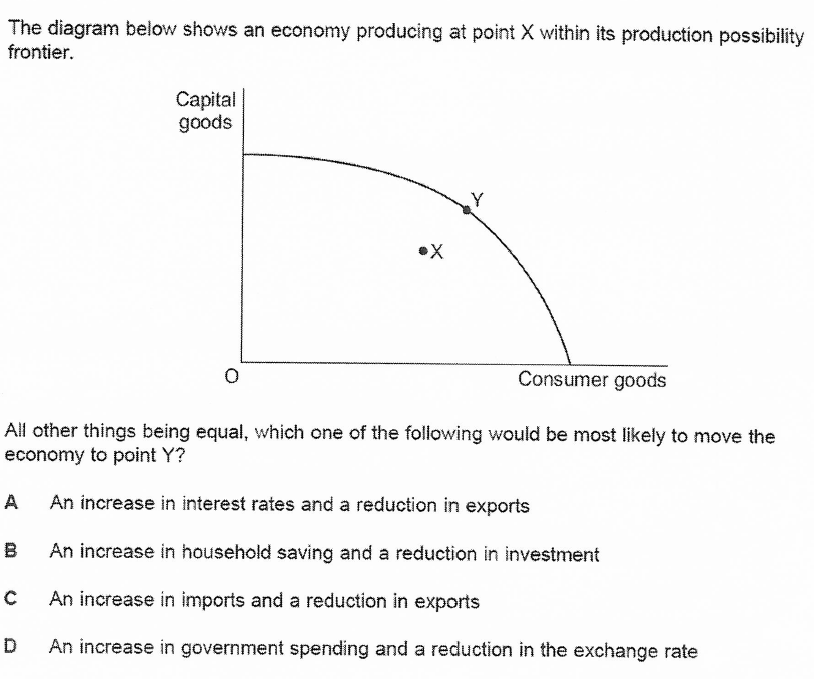 The diagram below shows an economy producing at point X within its production possibility
frontier.
Capital
goods
Y
X
O
Consumer goods
All other things being equal, which one of the following would be most likely to move the
economy to point Y?
A An increase in interest rates and a reduction in exports
B An increase in household saving and a reduction in investment
C An increase in imports and a reduction in exports
D An increase in government spending and a reduction in the exchange rate